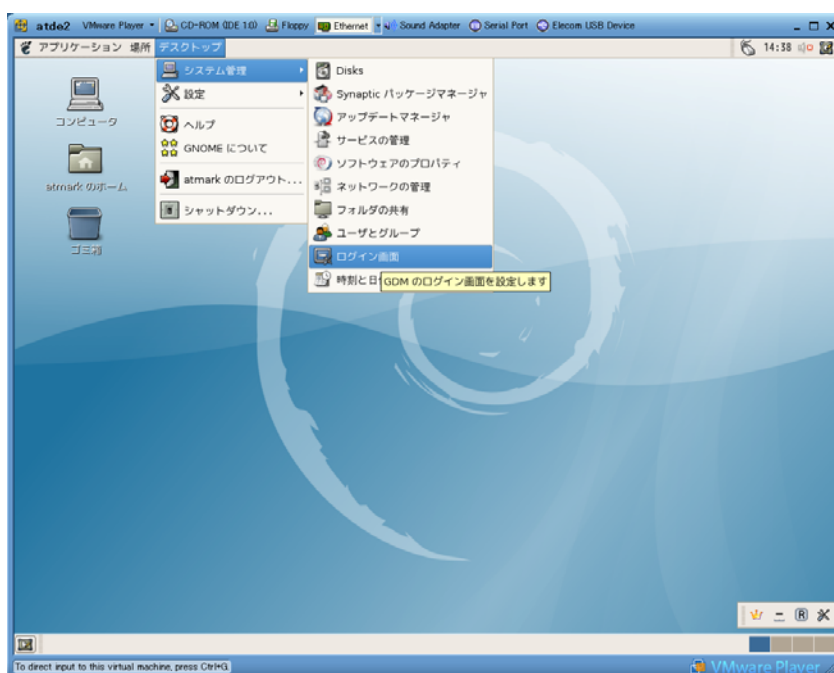 atde2 VMware Player CD-ROM (IDE 1:0) Floppy Ethernet Sound Adapter Serial Port Elecom USB Device
アプリケーション 場所 デスクトップ 14:38
システム管理
設定
ヘルプ
GNOME について
atmark のログアウト...
シャットダウン...
Disks
Synaptic パッケージマネージャ
アップデートマネージャ
サービスの管理
ソフトウェアのプロパティ
ネットワークの管理
フォルダの共有
ユーザとグループ
ログイン画面
時刻と日
GDM のログイン画面を設定します
コンピュータ
atmark のホーム
ゴミ箱
R
To direct input to this virtual machine, press Ctrl+G.
VMware Player